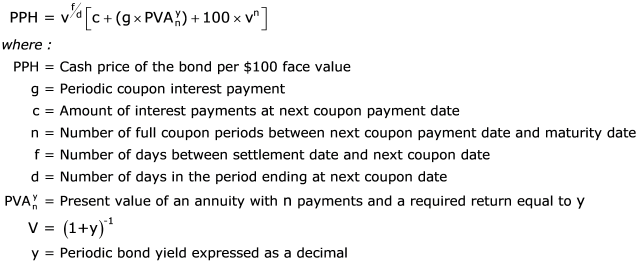 PPH = v^{f/d} [c + (g × PVA_n^y) + 100 × v^n]
where :
PPH = Cash price of the bond per $100 face value
g = Periodic coupon interest payment
c = Amount of interest payments at next coupon payment date
n = Number of full coupon periods between next coupon payment date and maturity date
f = Number of days between settlement date and next coupon date
d = Number of days in the period ending at next coupon date
PVA_n^y = Present value of an annuity with n payments and a required return equal to y
V = (1+y)^{-1}
y = Periodic bond yield expressed as a decimal